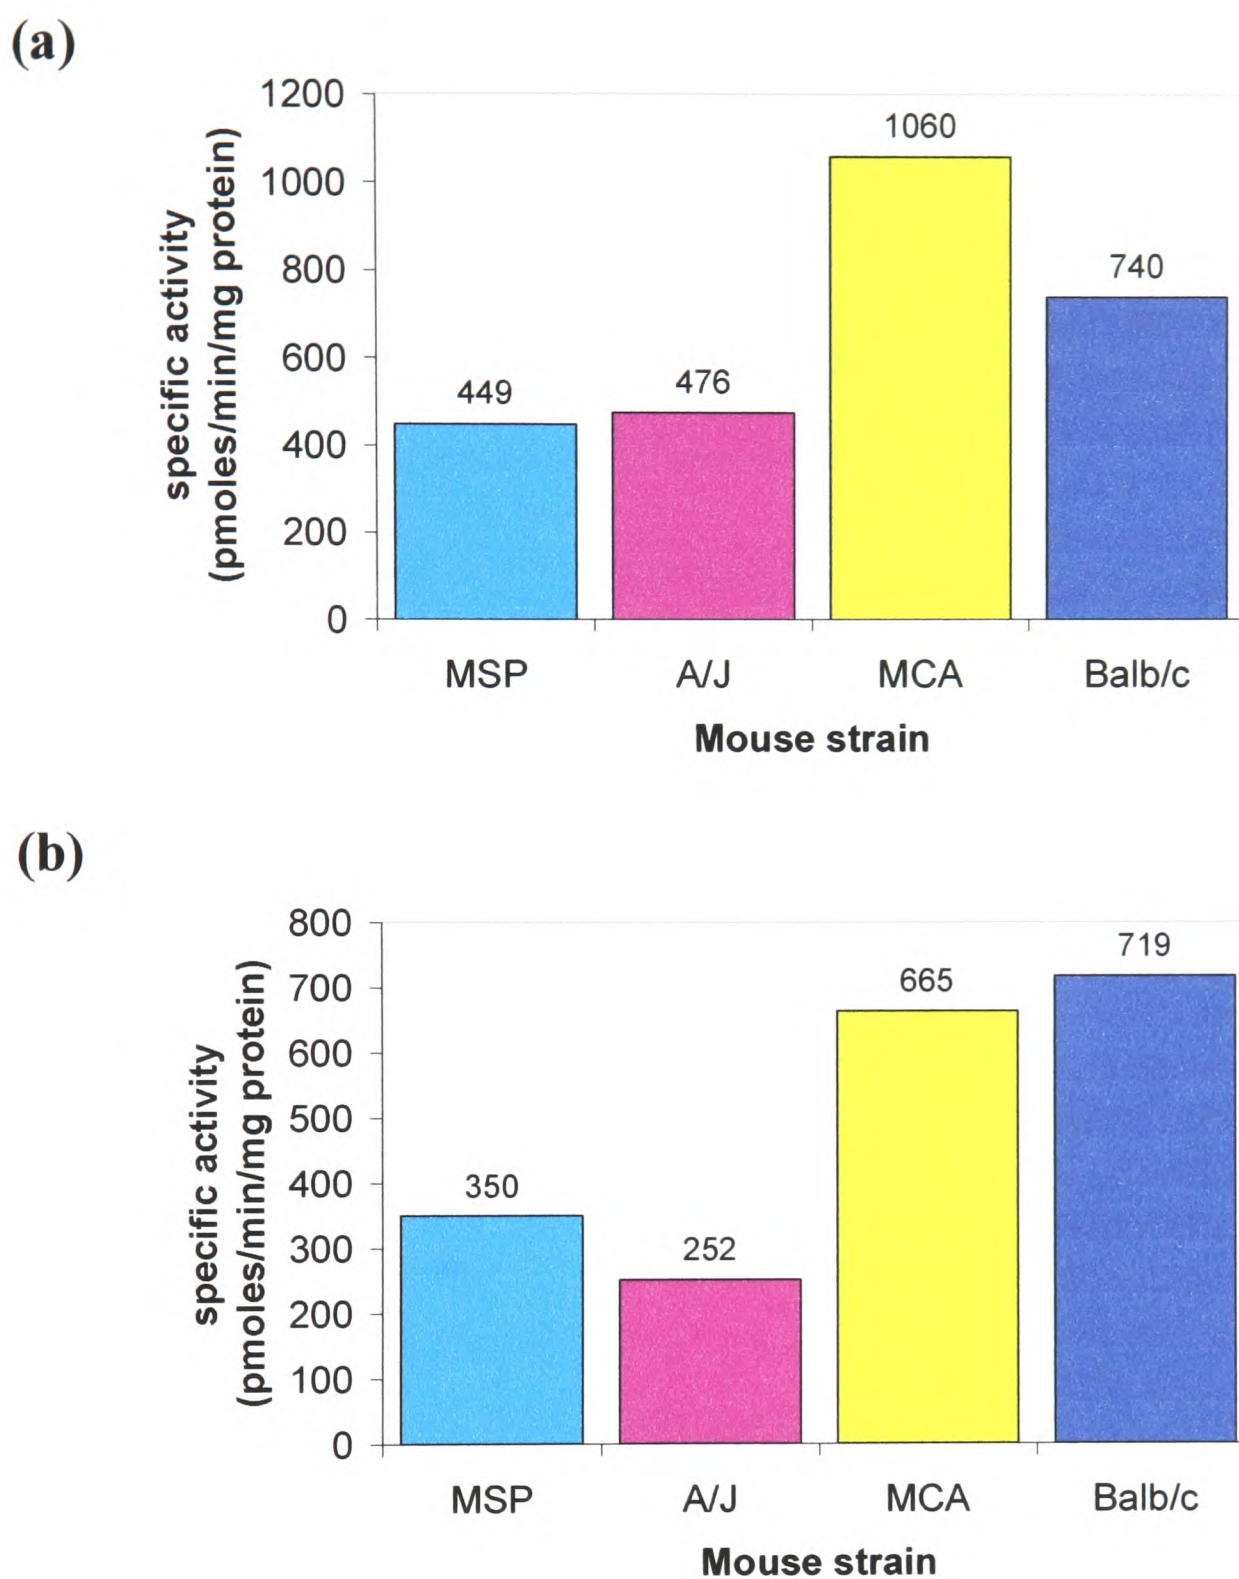 (a)
specific activity
(pmoles/min/mg protein)
1200
1000
800
600
400
200
0
449
476
1060
740
MSP A/J MCA Balb/c
Mouse strain
(b)
specific activity
(pmoles/min/mg protein)
800
700
600
500
400
300
200
100
0
350
252
665
719
MSP A/J MCA Balb/c
Mouse strain